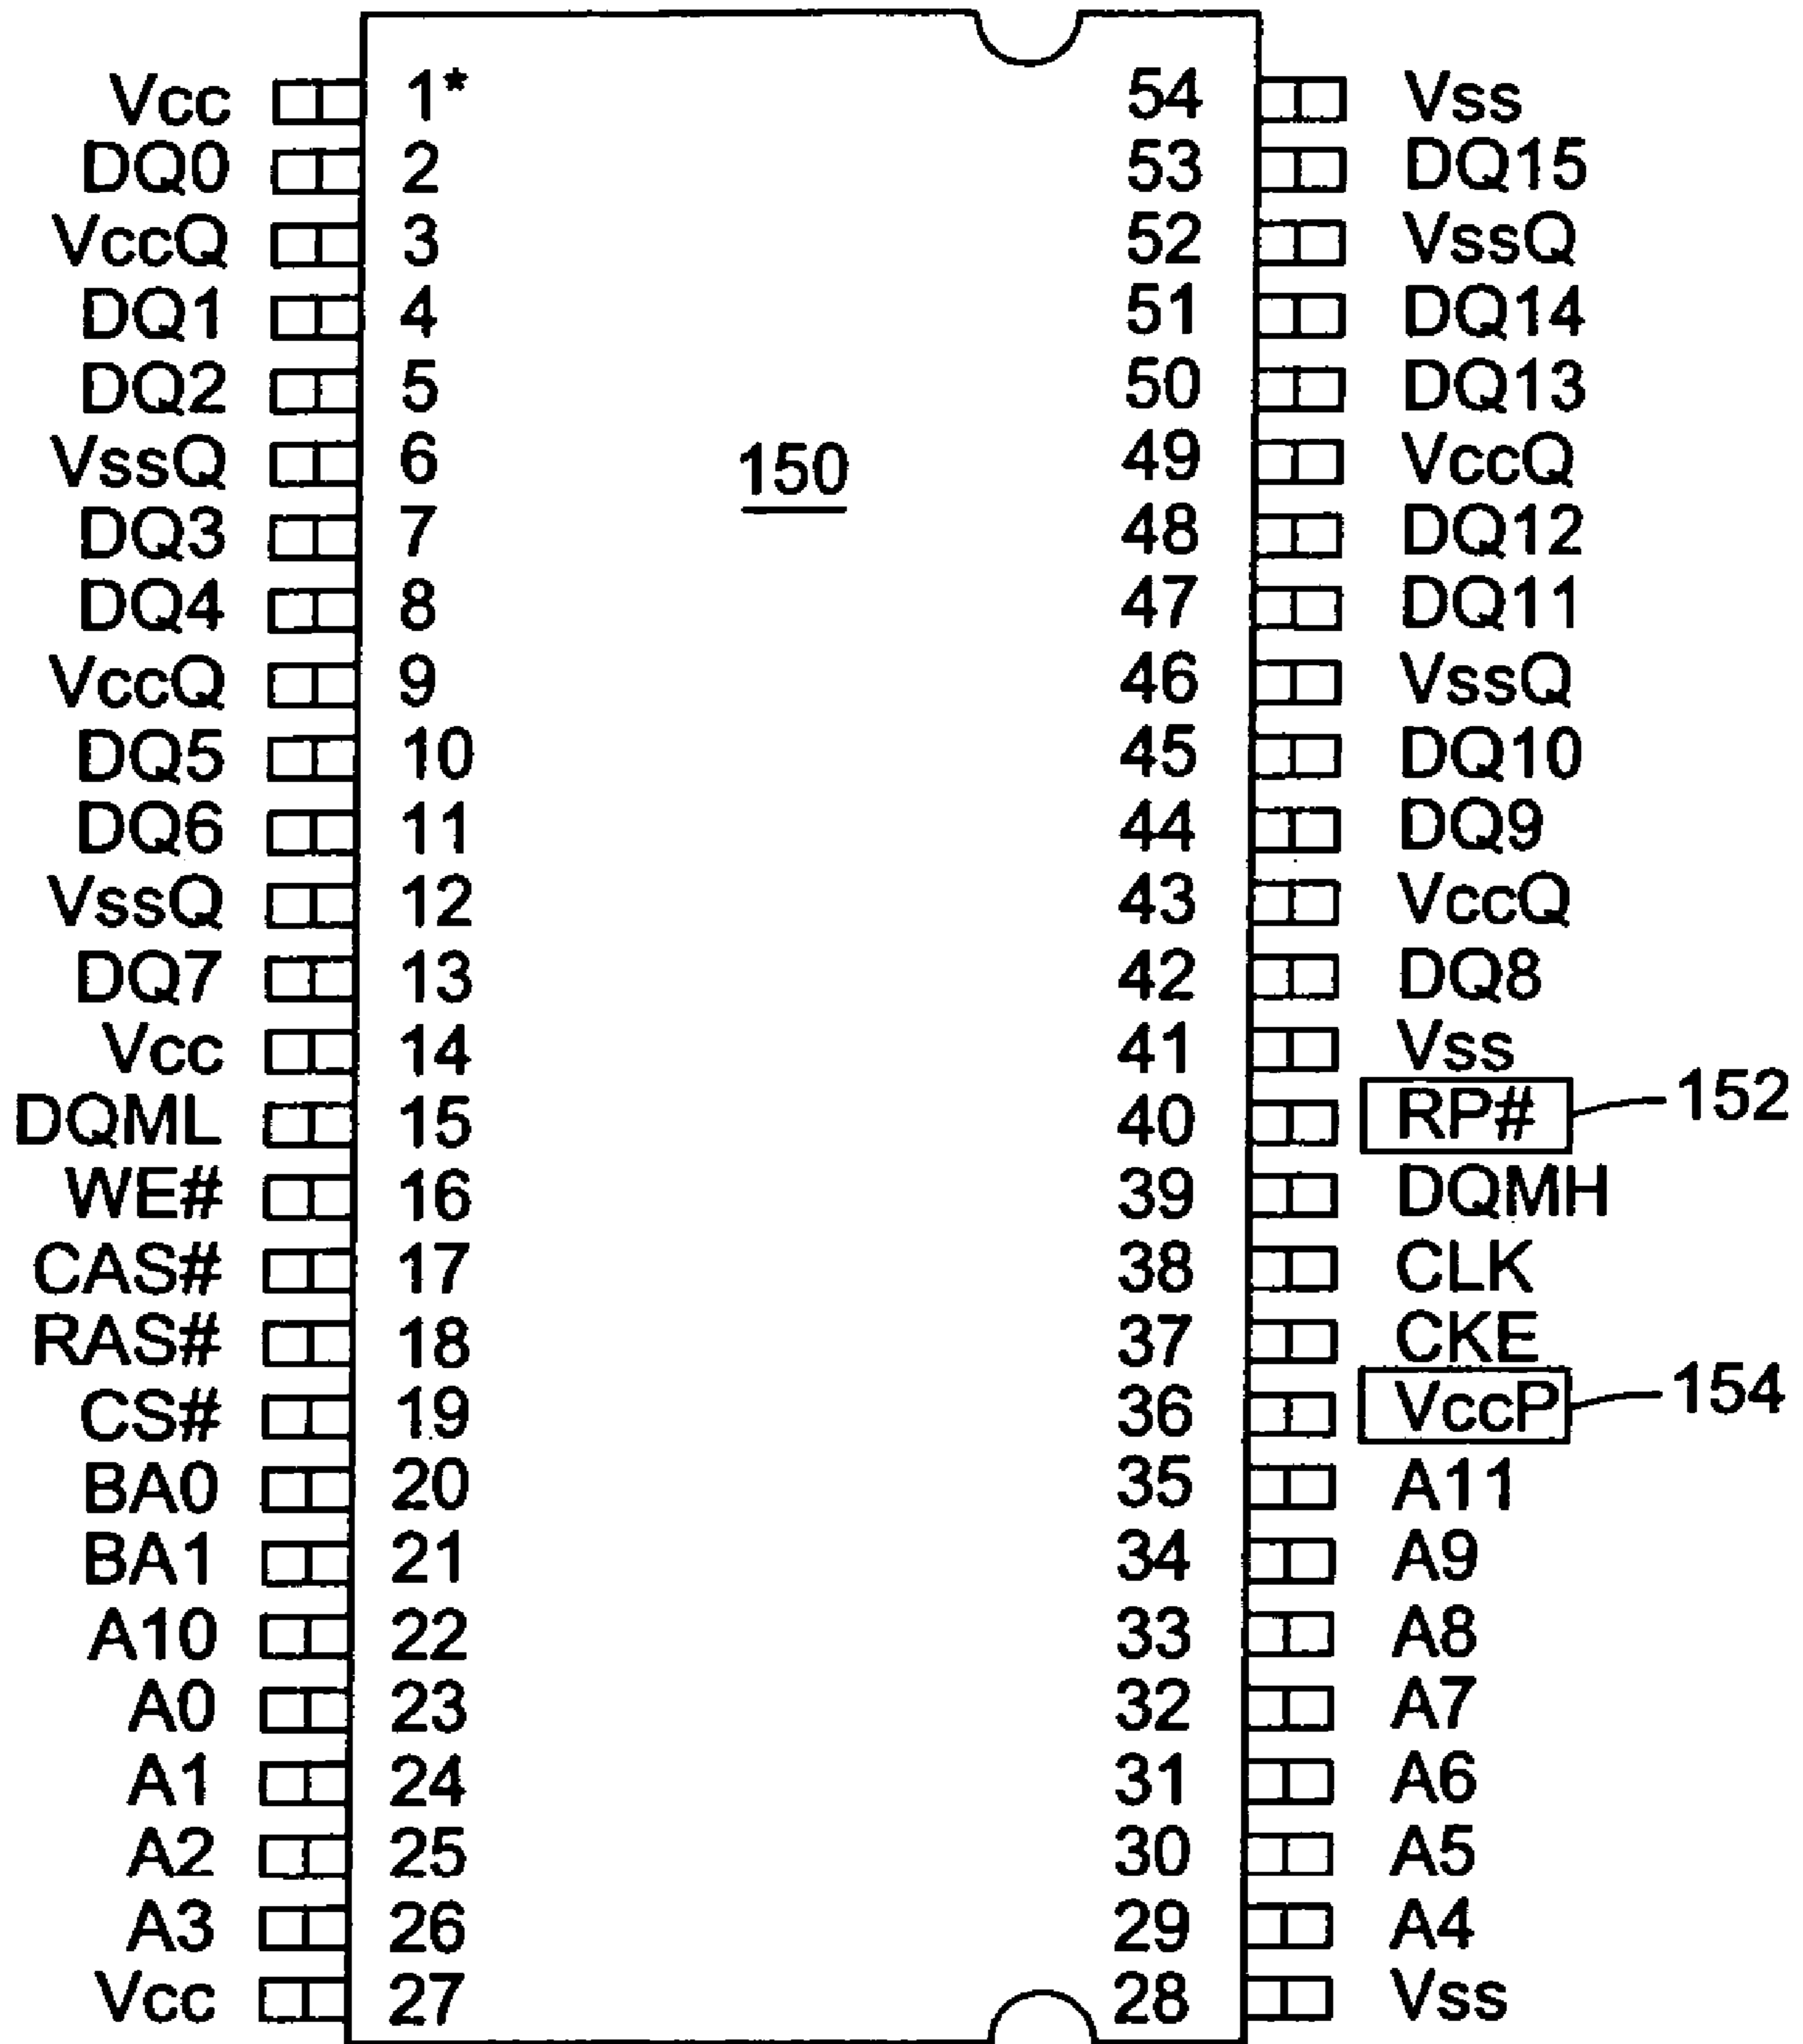 Vcc 1* 54 Vss
DQ0 2 53 DQ15
VccQ 3 52 VssQ
DQ1 4 51 DQ14
DQ2 5 50 DQ13
VssQ 6 150 49 VccQ
DQ3 7 48 DQ12
DQ4 8 47 DQ11
VccQ 9 46 VssQ
DQ5 10 45 DQ10
DQ6 11 44 DQ9
VssQ 12 43 VccQ
DQ7 13 42 DQ8
Vcc 14 41 Vss
DQML 15 40 RP# 152
WE# 16 39 DQMH
CAS# 17 38 CLK
RAS# 18 37 CKE
CS# 19 36 VccP 154
BA0 20 35 A11
BA1 21 34 A9
A10 22 33 A8
A0 23 32 A7
A1 24 31 A6
A2 25 30 A5
A3 26 29 A4
Vcc 27 28 Vss